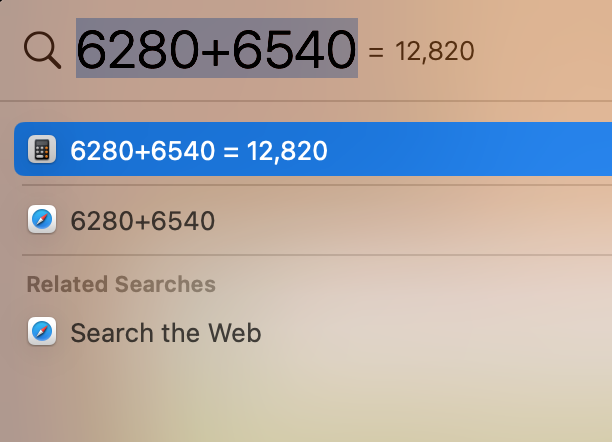 6280+6540 = 12,820
6280+6540 = 12,820
6280+6540
Related Searches
Search the Web